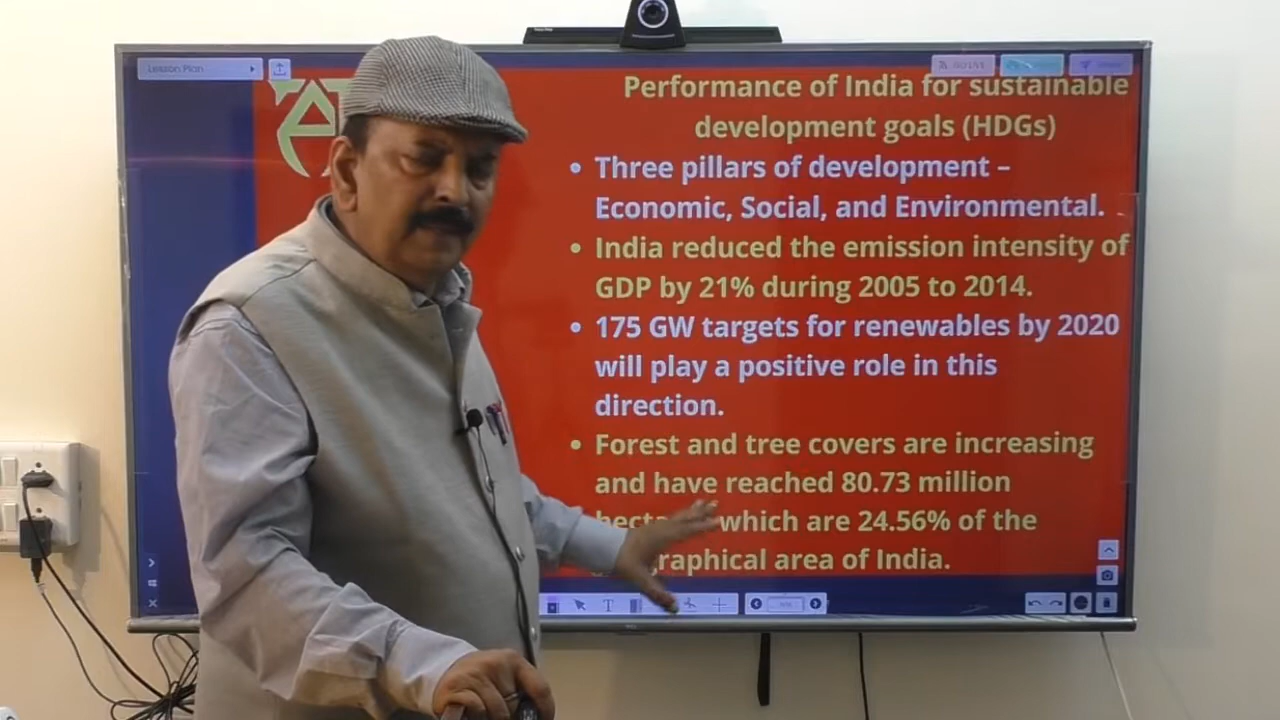 Lesson Plan
Performance of India for sustainable
development goals (HDGs)
• Three pillars of development –
Economic, Social, and Environmental.
• India reduced the emission intensity of
GDP by 21% during 2005 to 2014.
• 175 GW targets for renewables by 2020
will play a positive role in this
direction.
• Forest and tree covers are increasing
and have reached 80.73 million
which are 24.56% of the
area of India.